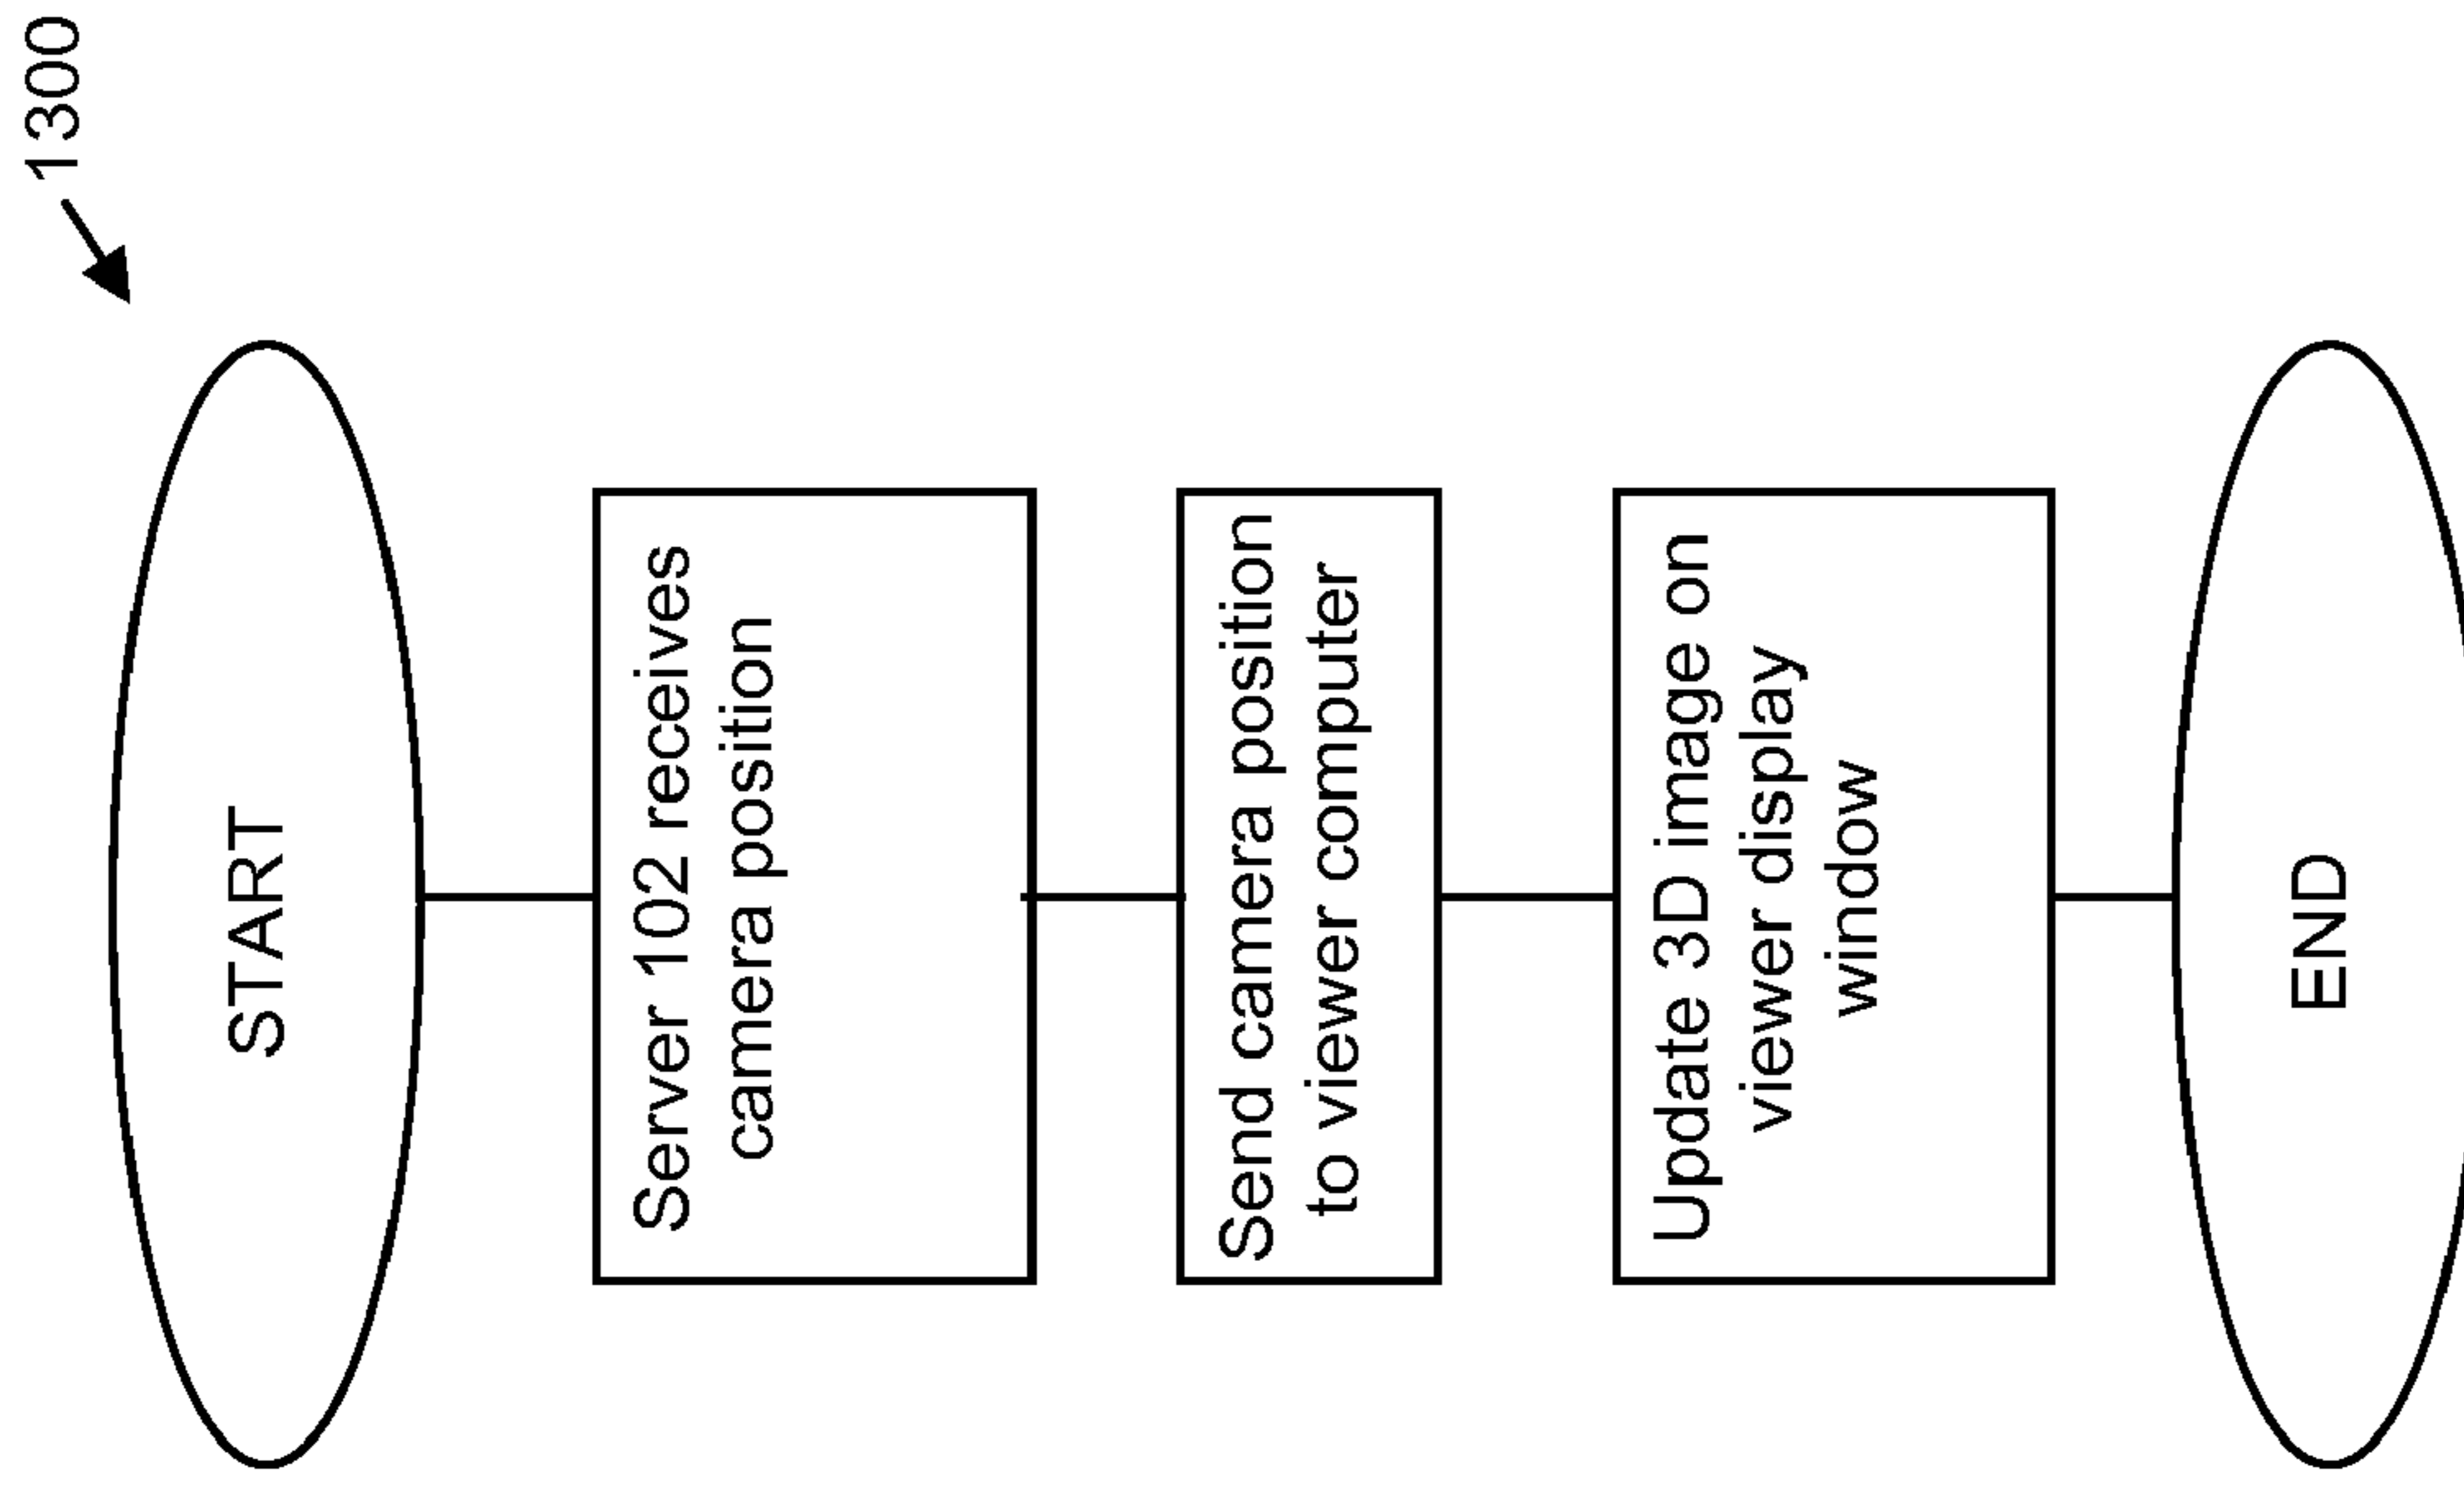 1300
START
Server 102 receives
camera position
Send camera position
to viewer computer
Update 3D image on
viewer display
window
END